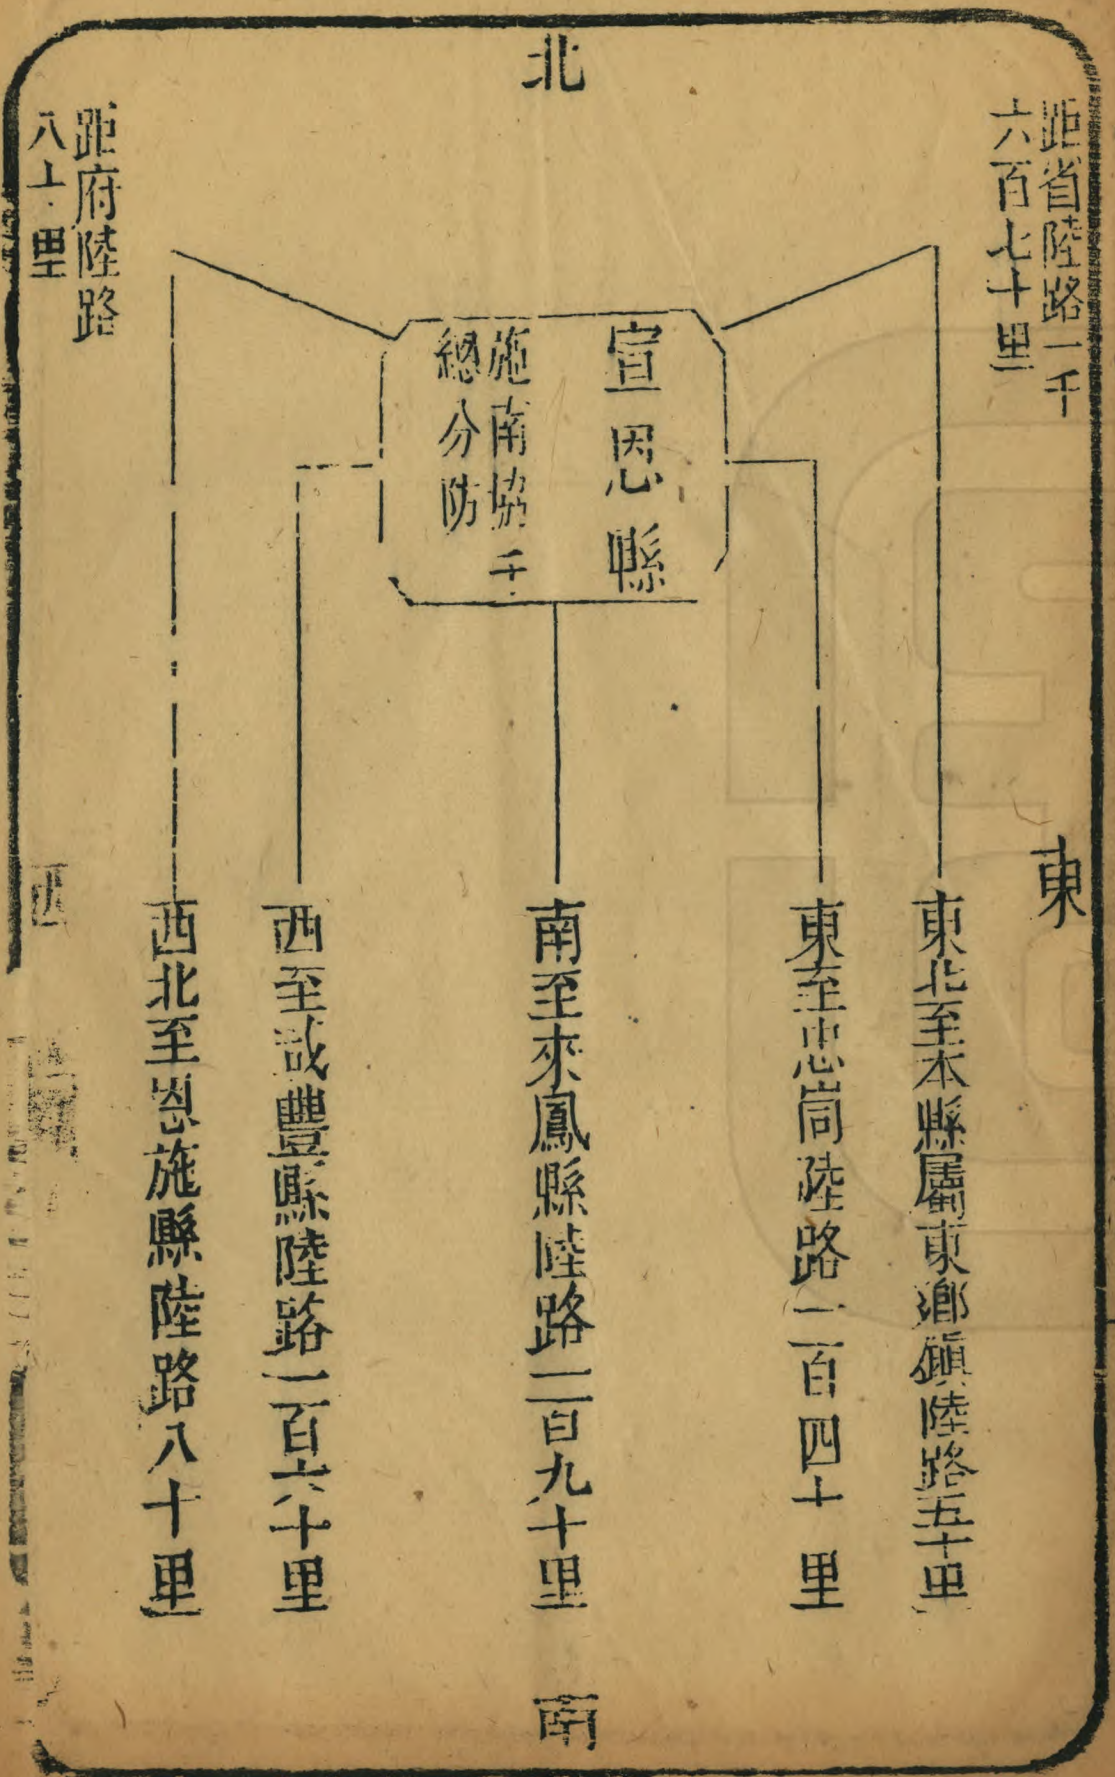 北
距省陸路一千
六百七十里
距府陸路
八十里
宣恩縣
施南協千
總分防
東
西
東北至本縣屬東鄉鎮陸路五十里
東至忠峝陸路一百四十里
南至來鳳縣陸路二百九十里
西至咸豐縣陸路一百六十里
西北至恩施縣陸路八十里
南